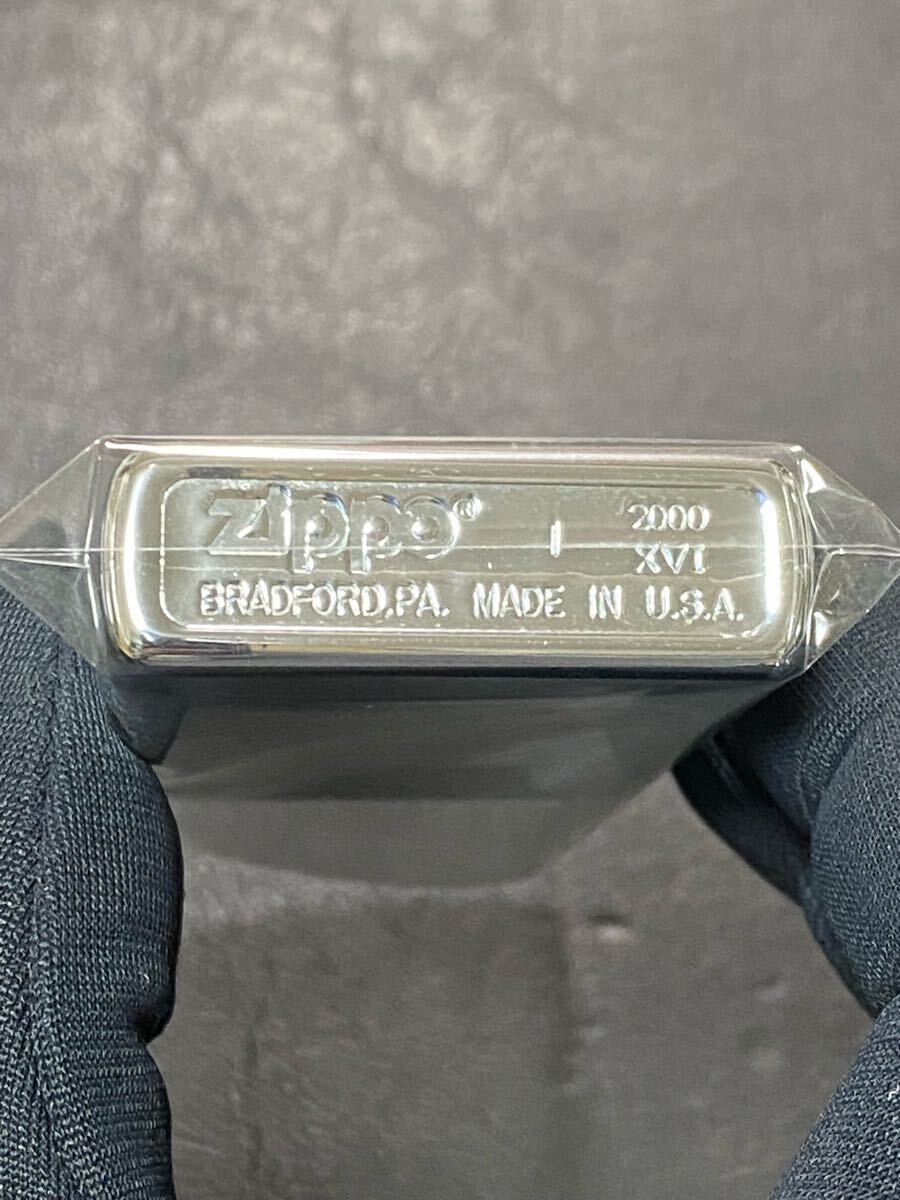 Zippo® I 2000
XVI
BRADFORD,PA. MADE IN U.S.A.